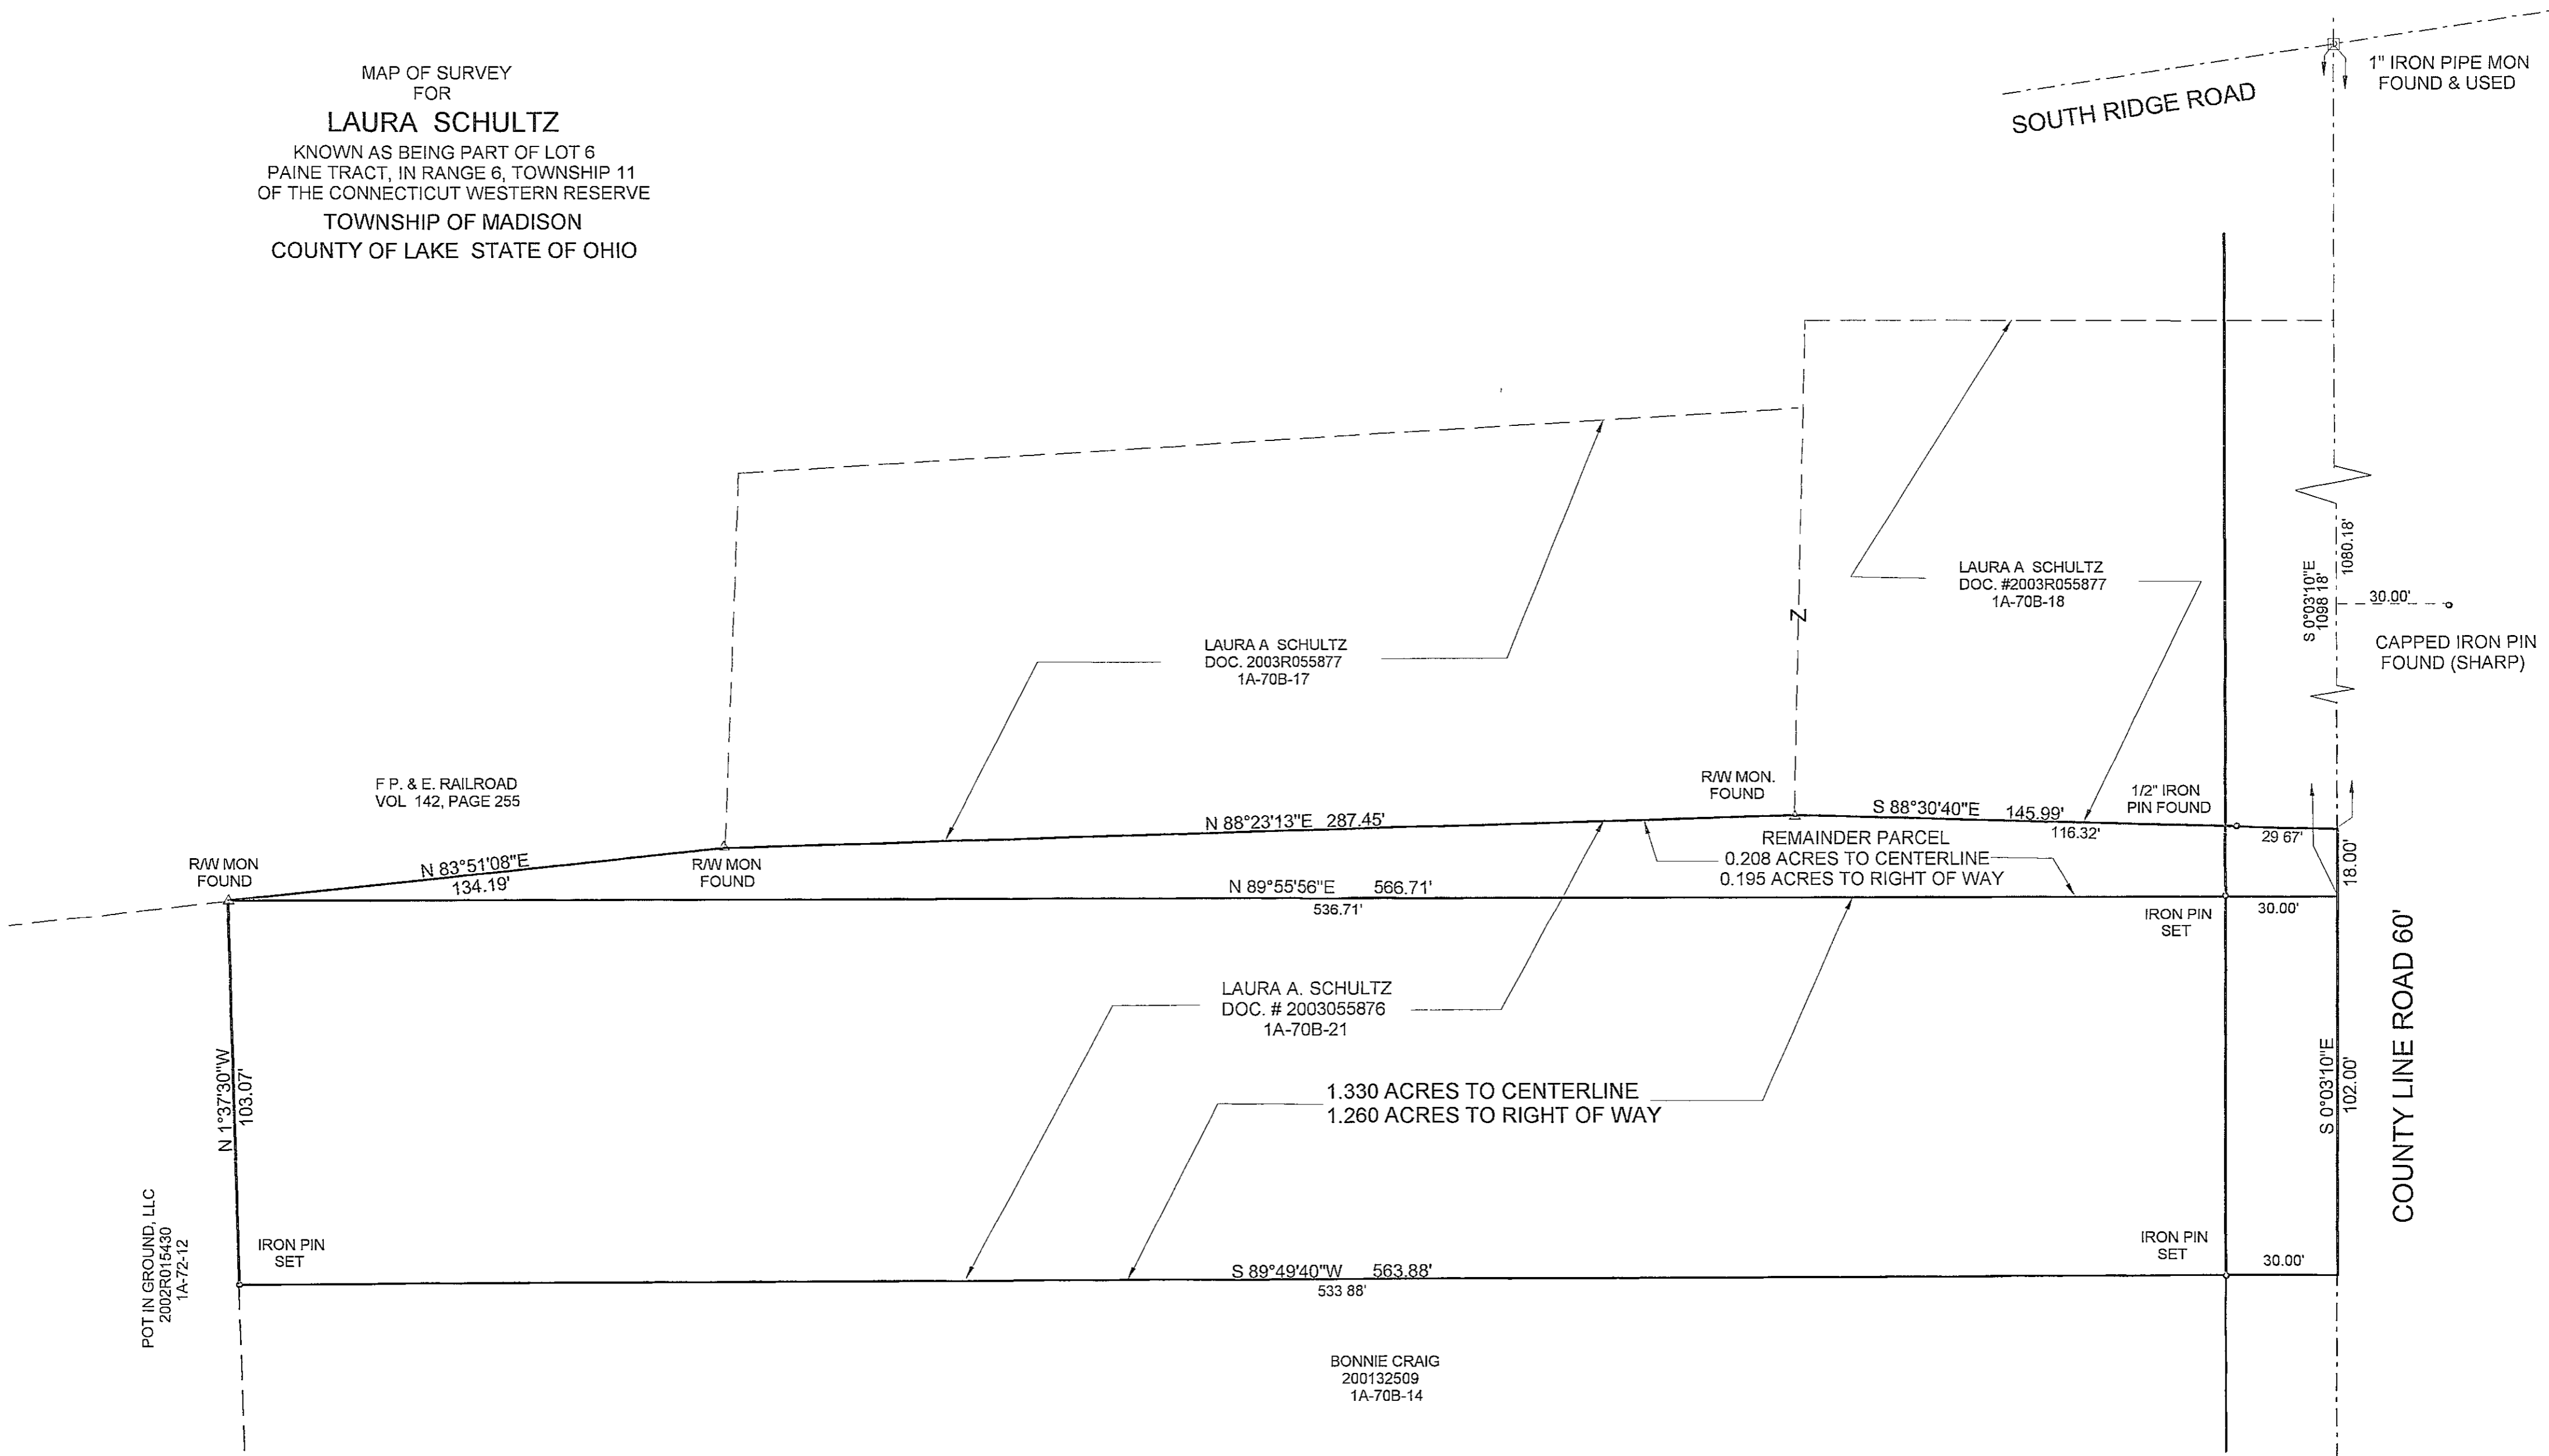 MAP OF SURVEY
FOR
LAURA SCHULTZ
KNOWN AS BEING PART OF LOT 6
PAINE TRACT, IN RANGE 6, TOWNSHIP 11
OF THE CONNECTICUT WESTERN RESERVE
TOWNSHIP OF MADISON
COUNTY OF LAKE STATE OF OHIO
1" IRON PIPE MON
FOUND & USED
SOUTH RIDGE ROAD
S 0°03'10"E
1098 18'
1080.18'
30.00'
CAPPED IRON PIN
FOUND (SHARP)
LAURA A SCHULTZ
DOC. #2003R055877
1A-70B-18
Z
LAURA A SCHULTZ
DOC. 2003R055877
1A-70B-17
F P. & E. RAILROAD
VOL 142, PAGE 255
R/W MON.
FOUND
1/2" IRON
PIN FOUND
N 88°23'13"E 287.45'
S 88°30'40"E 145.99'
116.32'
29 67'
REMAINDER PARCEL
0.208 ACRES TO CENTERLINE
0.195 ACRES TO RIGHT OF WAY
18.00'
R/W MON
FOUND
N 83°51'08"E
134.19'
R/W MON
FOUND
N 89°55'56"E 566.71'
536.71'
IRON PIN
SET
30.00'
LAURA A. SCHULTZ
DOC. # 2003055876
1A-70B-21
1.330 ACRES TO CENTERLINE
1.260 ACRES TO RIGHT OF WAY
N 1°37'30"W
103.07'
S 0°03'10"E
102.00'
COUNTY LINE ROAD 60'
POT IN GROUND, LLC
2002R015430
1A-72-12
IRON PIN
SET
IRON PIN
SET
30.00'
S 89°49'40"W 563.88'
533 88'
BONNIE CRAIG
200132509
1A-70B-14